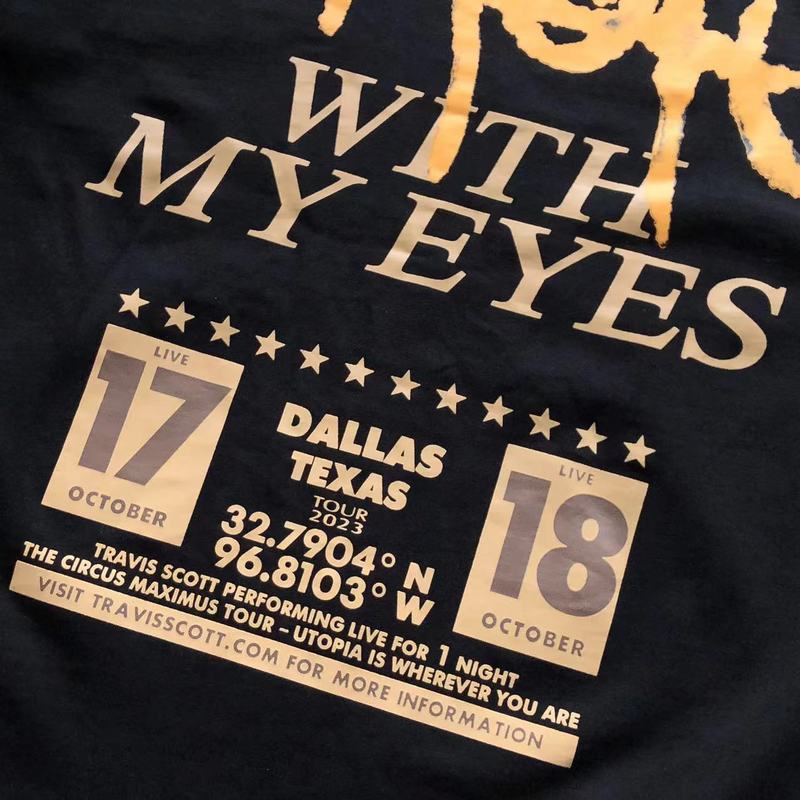 WITH
MY EYES
LIVE
17
OCTOBER
DALLAS
TEXAS
TOUR
2023
32.7904° N
96.8103° W
LIVE
18
OCTOBER
TRAVIS SCOTT PERFORMING LIVE FOR 1 NIGHT
THE CIRCUS MAXIMUS TOUR – UTOPIA IS WHEREVER YOU ARE
VISIT TRAVISSCOTT.COM FOR MORE INFORMATION